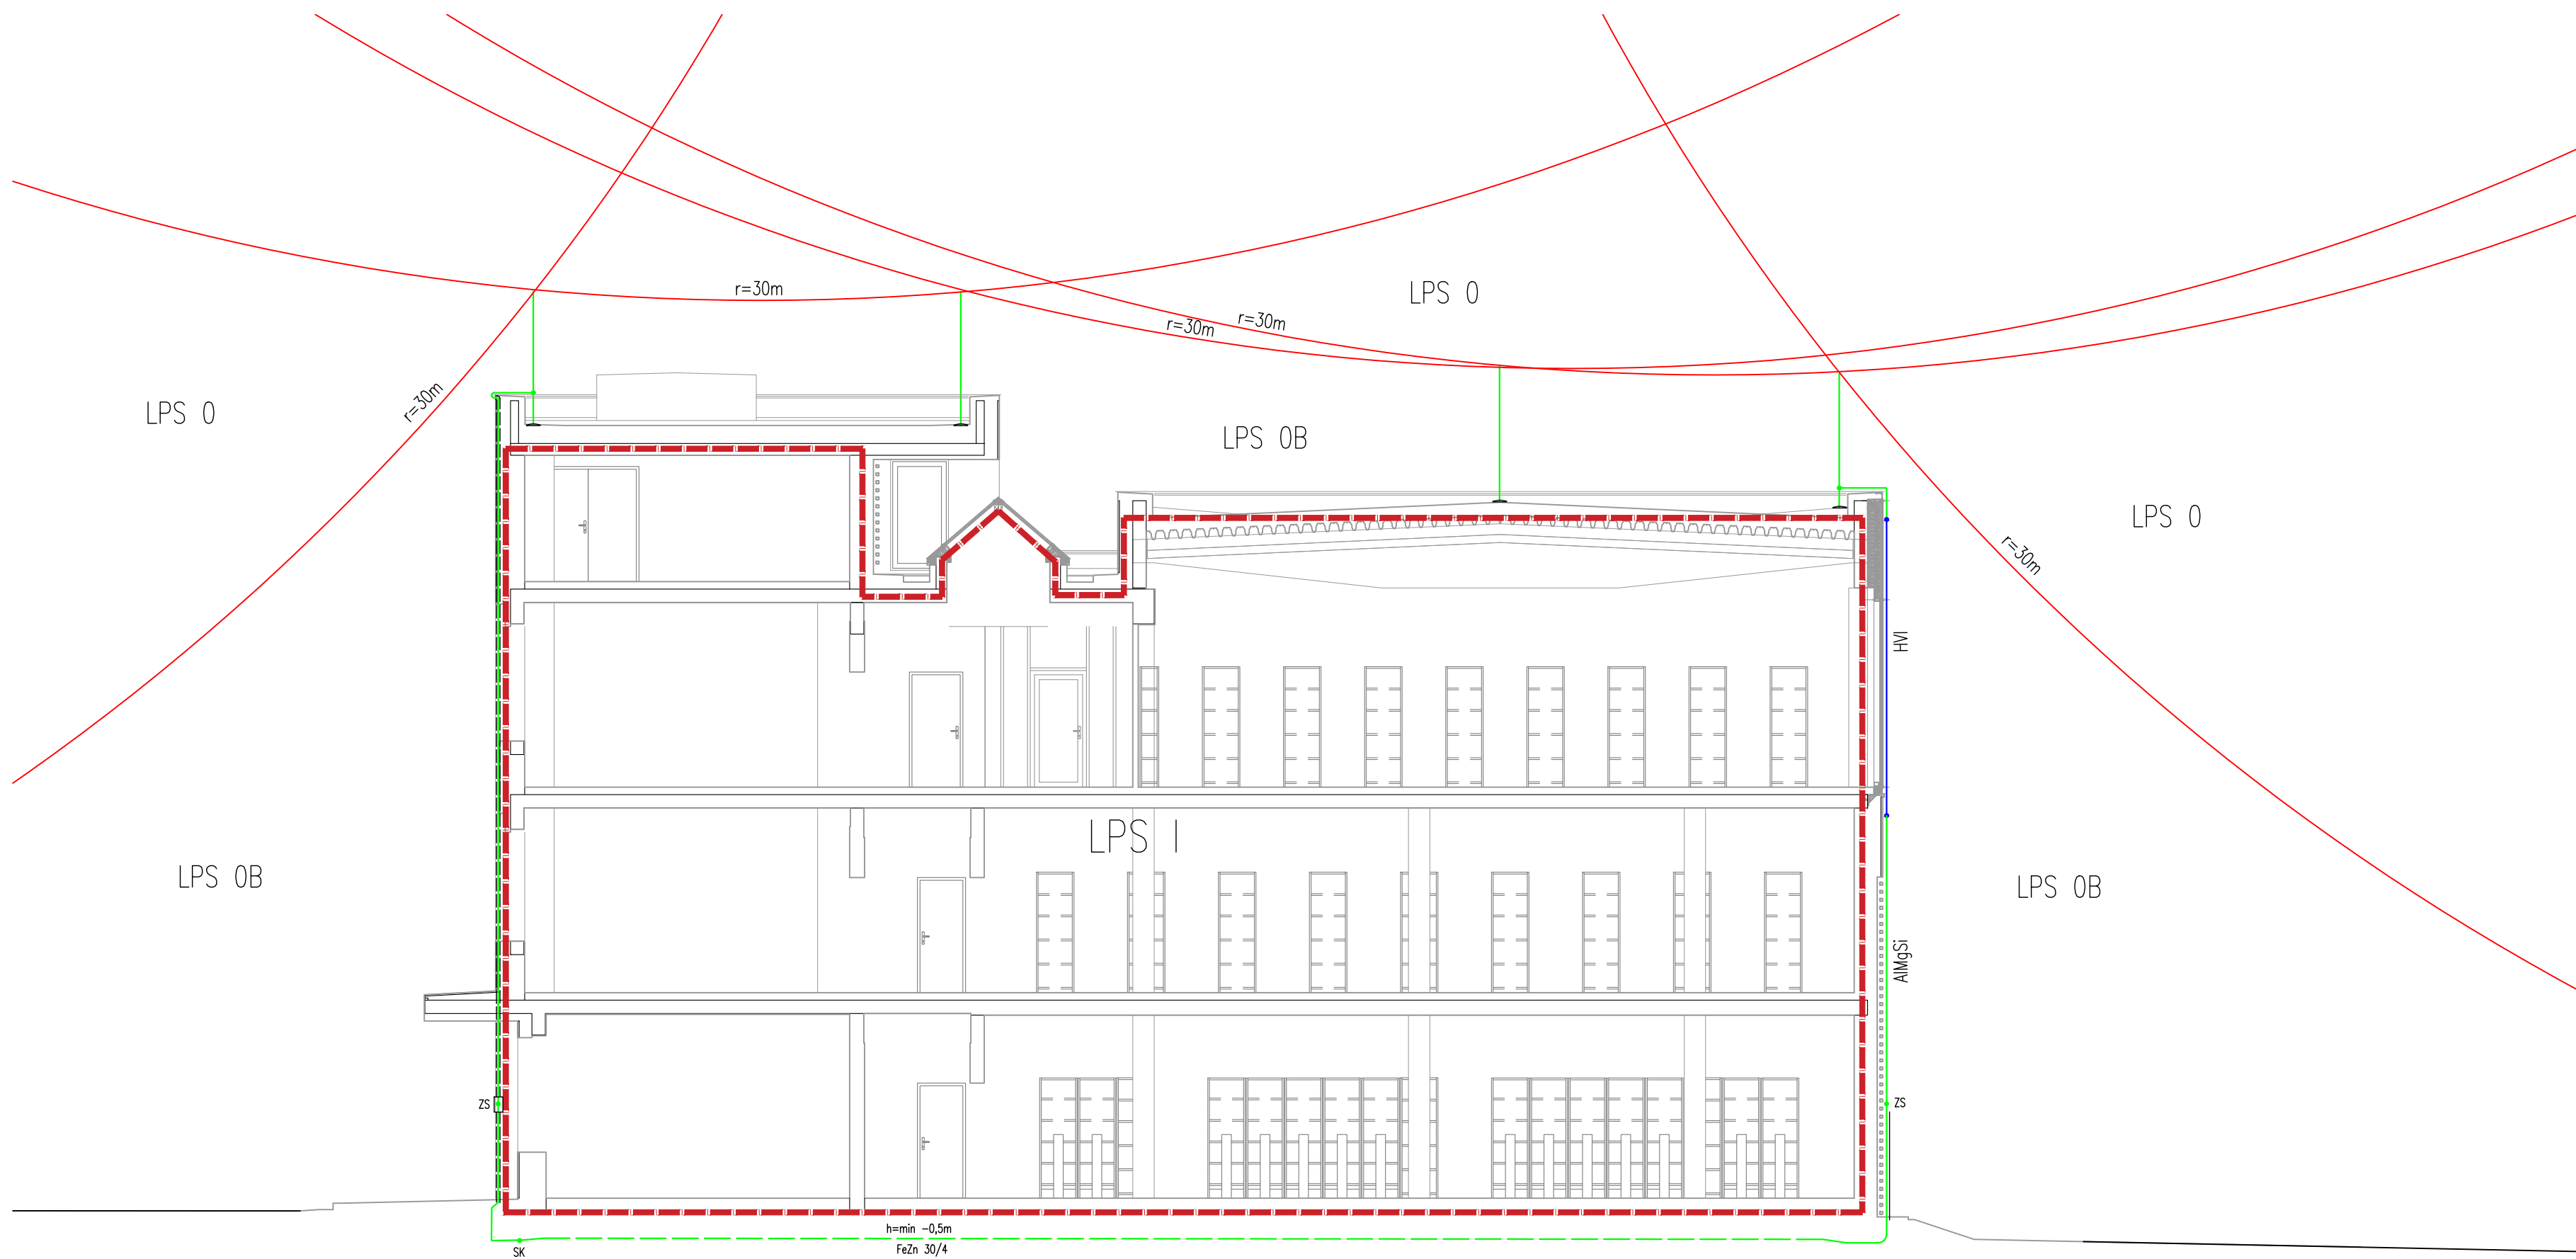 r=30m
LPS 0
r=30m
r=30m
r=30m
LPS 0
LPS 0B
LPS 0
r=30m
HVI
LPS I
LPS 0B
LPS 0B
AlMgSi
ZS
ZS
h=min -0,5m
SK
FeZn 30/4